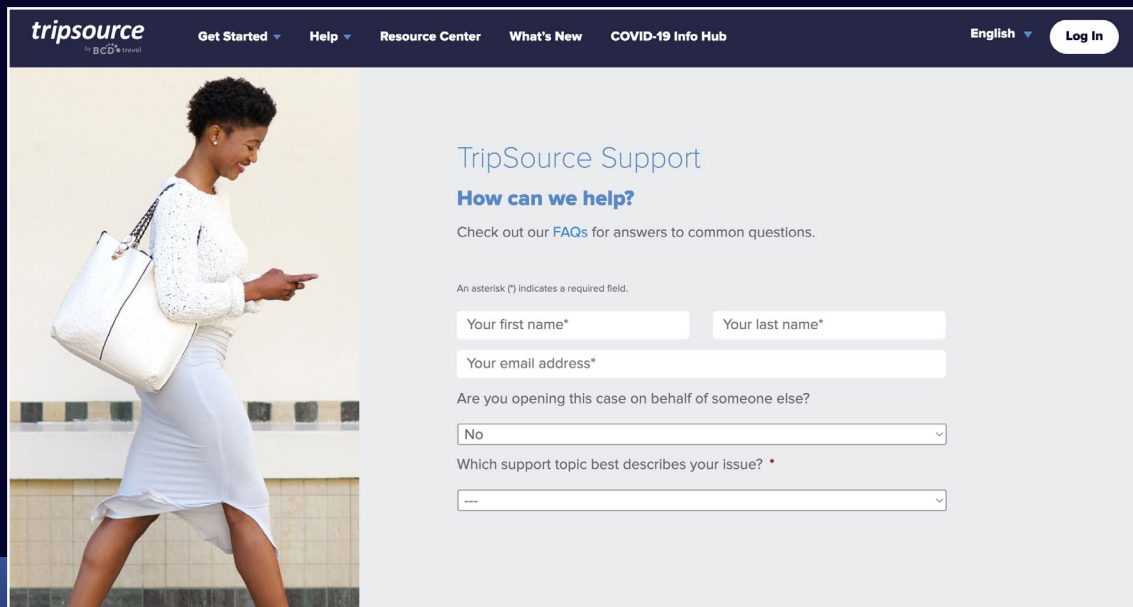 tripsource
by BCD travel
Get Started
Help
Resource Center
What's New
COVID-19 Info Hub
English
Log In
TripSource Support
How can we help?
Check out our FAQs for answers to common questions.
An asterisk (*) indicates a required field.
Your first name*
Your last name*
Your email address*
Are you opening this case on behalf of someone else?
No
Which support topic best describes your issue? *
---